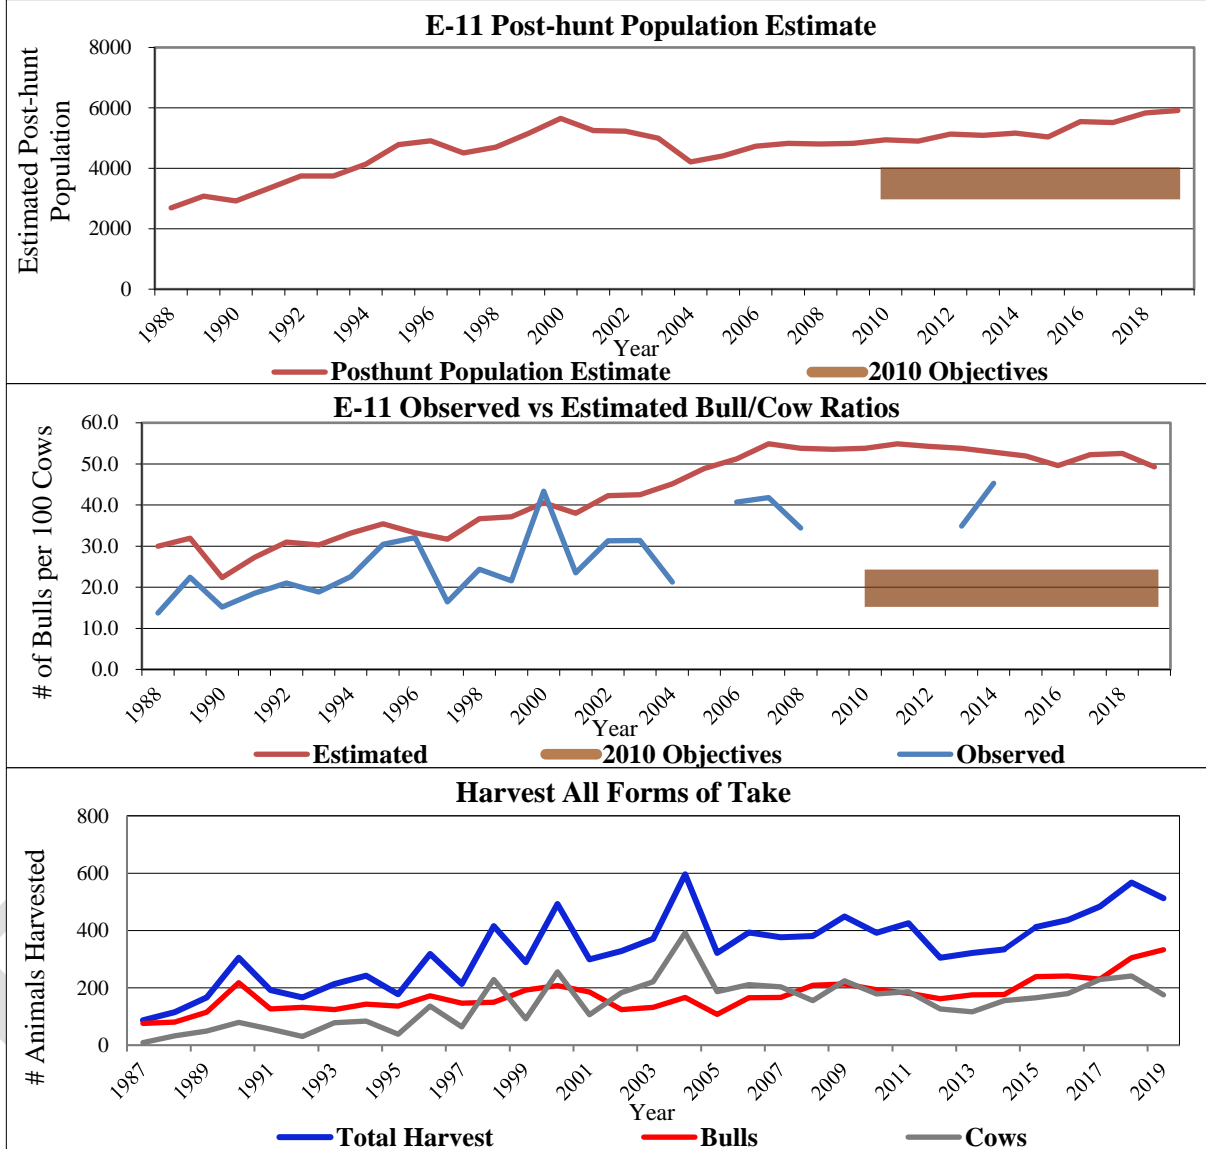 E-11 Post-hunt Population Estimate
Estimated Post-hunt
Population
8000
6000
4000
2000
0
1988 1990 1992 1994 1996 1998 2000 2002 2004 2006 2008 2010 2012 2014 2016 2018
Year
Posthunt Population Estimate 2010 Objectives
E-11 Observed vs Estimated Bull/Cow Ratios
# of Bulls per 100 Cows
60.0
50.0
40.0
30.0
20.0
10.0
0.0
1988 1990 1992 1994 1996 1998 2000 2002 2004 2006 2008 2010 2012 2014 2016 2018
Year
Estimated 2010 Objectives Observed
Harvest All Forms of Take
# Animals Harvested
800
600
400
200
0
1987 1989 1991 1993 1995 1997 1999 2001 2003 2005 2007 2009 2011 2013 2015 2017 2019
Year
Total Harvest Bulls Cows